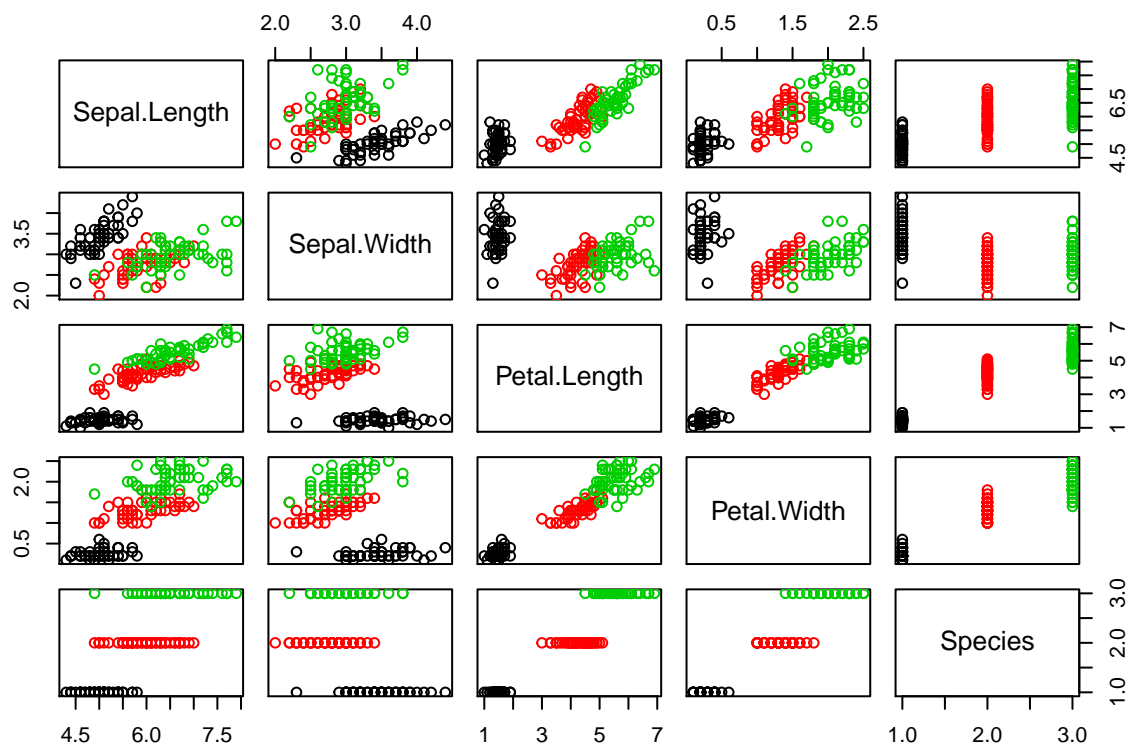 2.0 3.0 4.0
0.5 1.5 2.5
Sepal.Length
4.5 6.5
2.0 3.5
Sepal.Width
Petal.Length
1 3 5 7
0.5 2.0
Petal.Width
Species
1.0 2.0 3.0
4.5 6.0 7.5
1 3 5 7
1.0 2.0 3.0